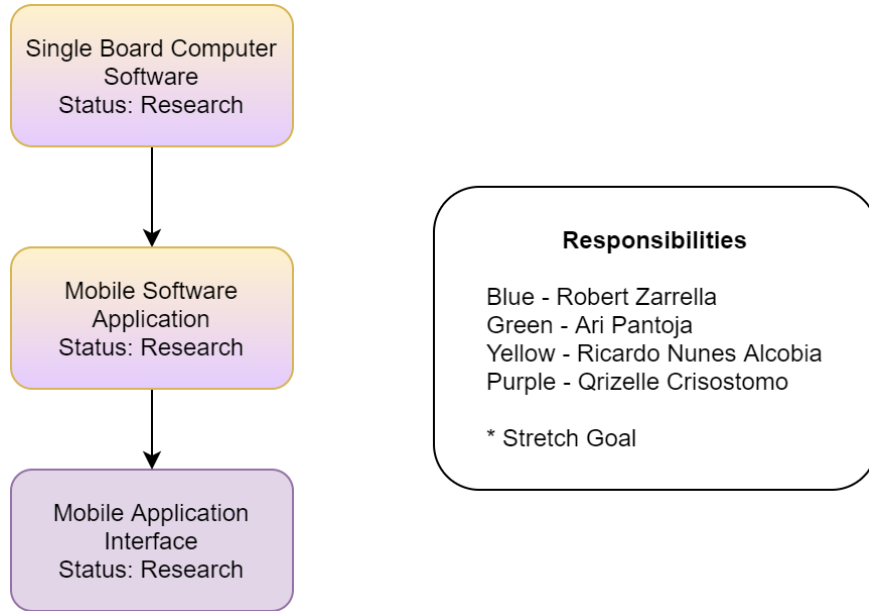 Single Board Computer
Software
Status: Research
Mobile Software
Application
Status: Research
Mobile Application
Interface
Status: Research
Responsibilities
Blue - Robert Zarrella
Green - Ari Pantoja
Yellow - Ricardo Nunes Alcobia
Purple - Qrizelle Crisostomo
* Stretch Goal